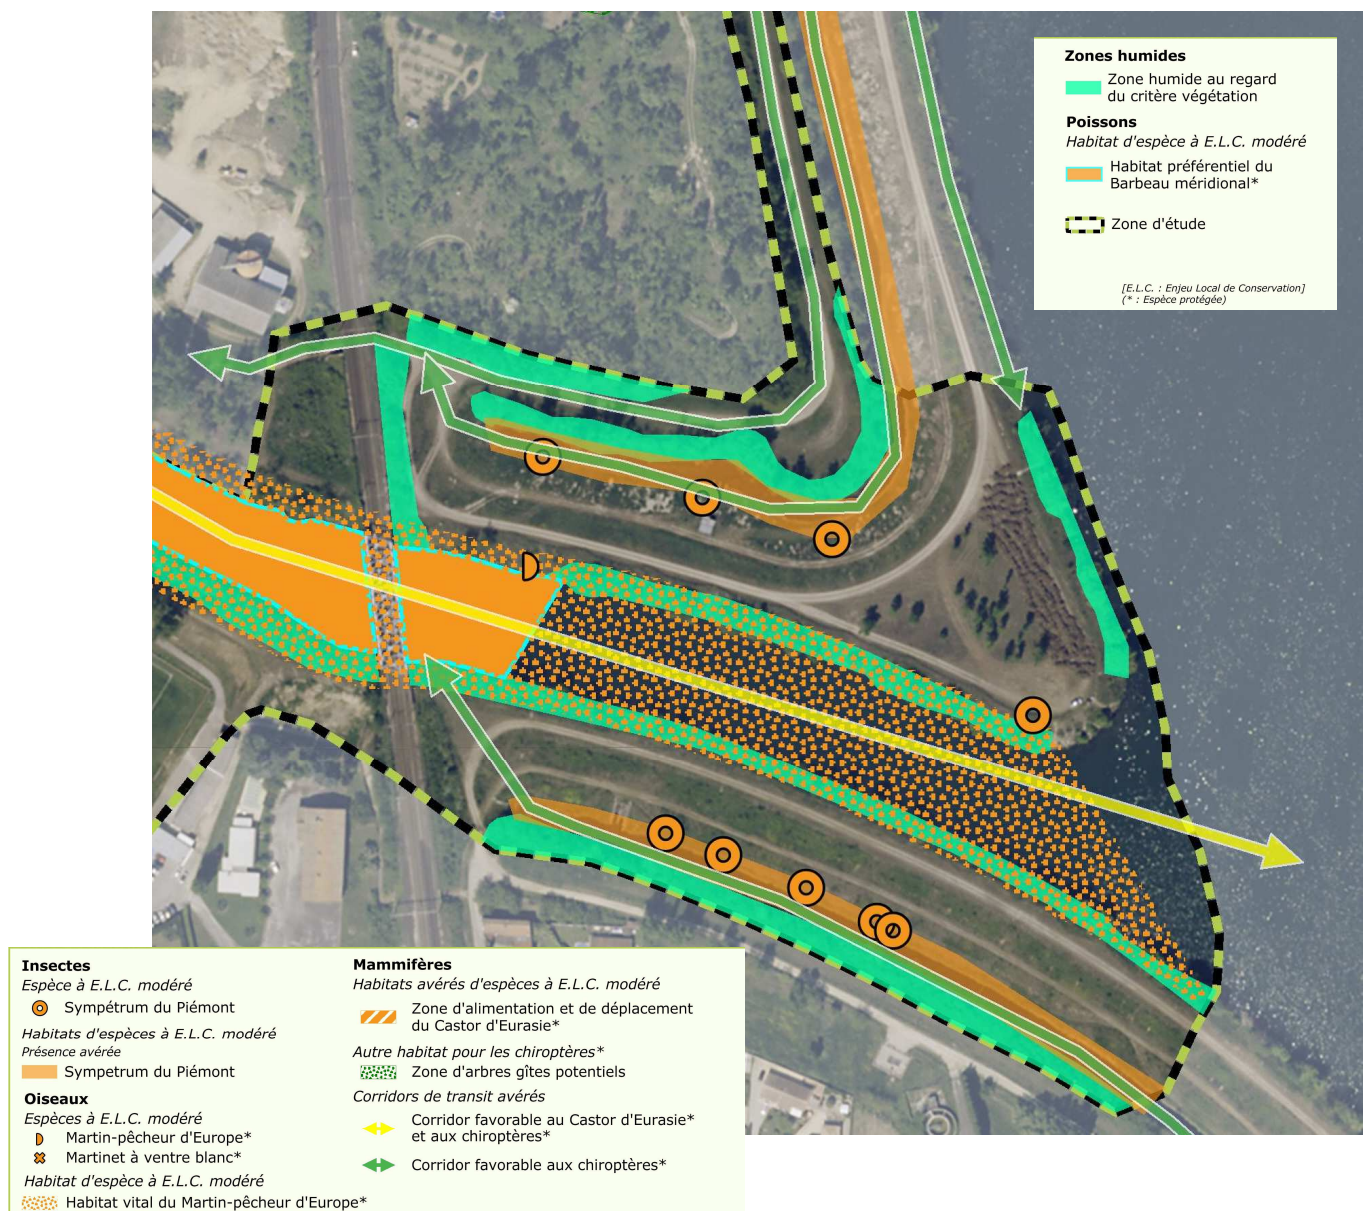 Zones humides
Zone humide au regard
du critère végétation
Poissons
Habitat d'espèce à E.L.C. modéré
Habitat préférentiel du
Barbeau méridional*
Zone d'étude
[E.L.C. : Enjeu Local de Conservation]
(* : Espèce protégée)
Insectes
Espèce à E.L.C. modéré
Sympétrum du Piémont
Habitats d'espèces à E.L.C. modéré
Présence avérée
Sympetrum du Piémont
Oiseaux
Espèces à E.L.C. modéré
Martin-pêcheur d'Europe*
Martinet à ventre blanc*
Habitat d'espèce à E.L.C. modéré
Habitat vital du Martin-pêcheur d'Europe*
Mammifères
Habitats avérés d'espèces à E.L.C. modéré
Zone d'alimentation et de déplacement
du Castor d'Eurasie*
Autre habitat pour les chiroptères*
Zone d'arbres gîtes potentiels
Corridors de transit avérés
Corridor favorable au Castor d'Eurasie*
et aux chiroptères*
Corridor favorable aux chiroptères*